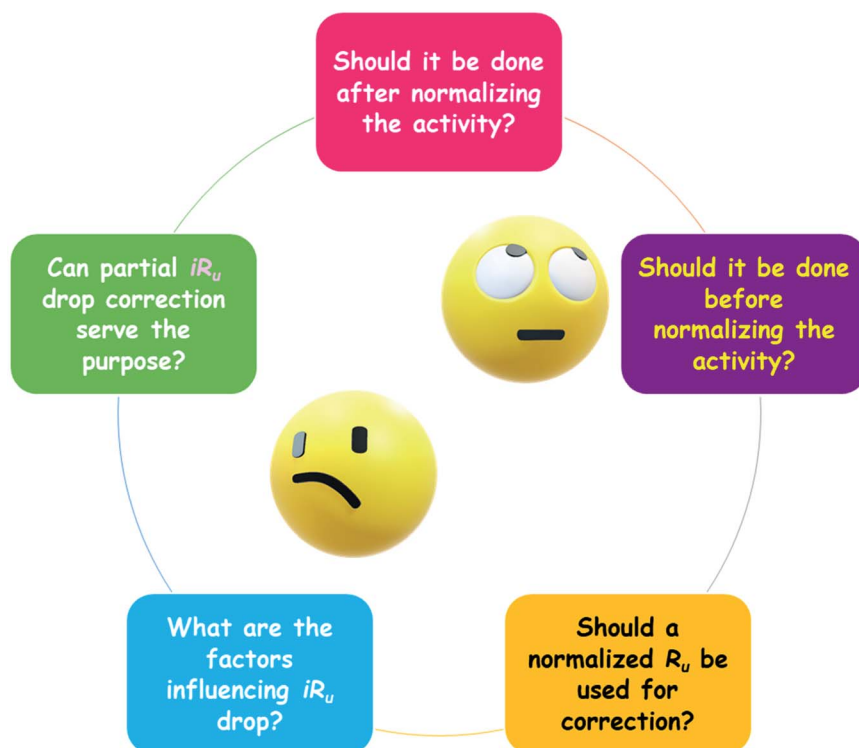 Should it be done
after normalizing
the activity?
Should it be done
before
normalizing the
activity?
Should a
normalized Ru be
used for
correction?
What are the
factors
influencing iRu
drop?
Can partial iRu
drop correction
serve the
purpose?